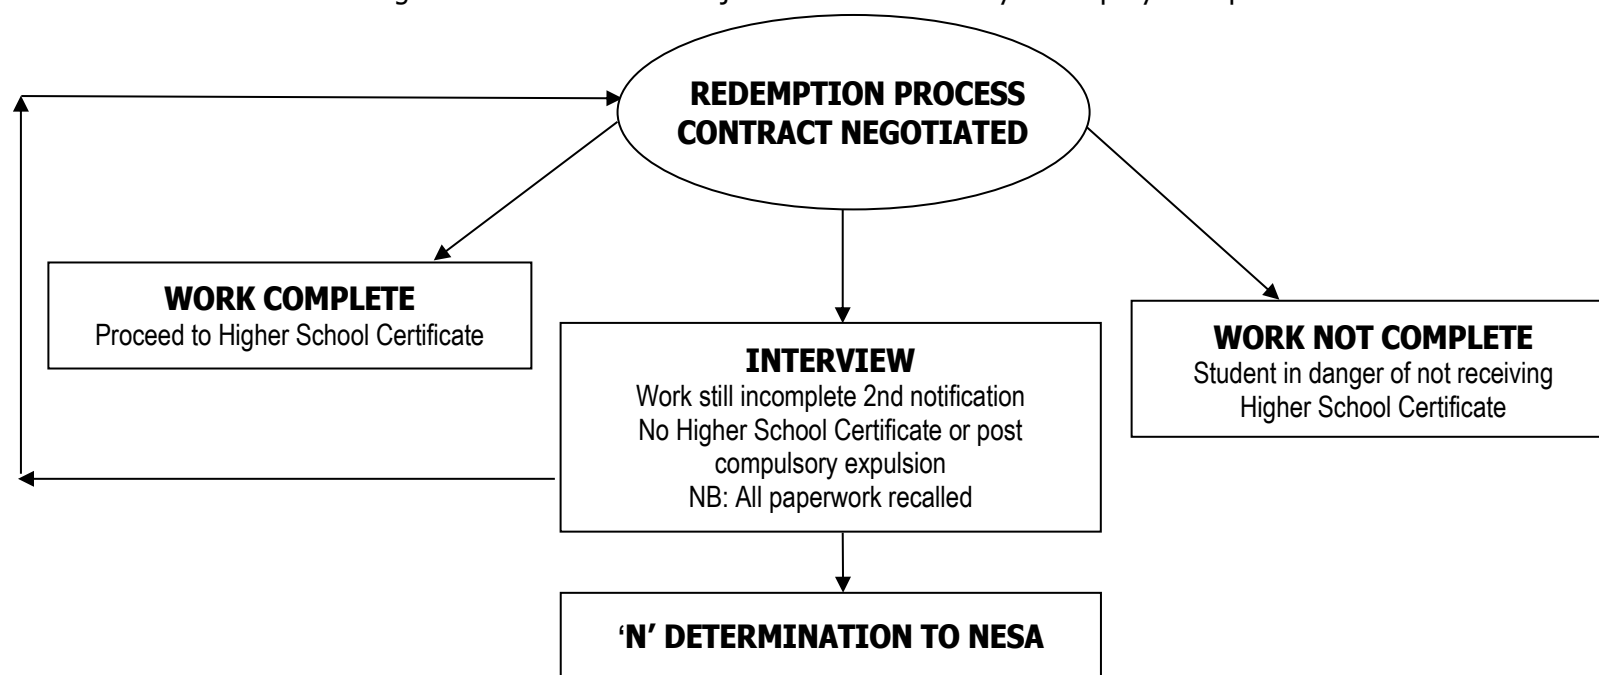 REDEMPTION PROCESS
CONTRACT NEGOTIATED
WORK COMPLETE
Proceed to Higher School Certificate
INTERVIEW
Work still incomplete 2nd notification
No Higher School Certificate or post
compulsory expulsion
NB: All paperwork recalled
WORK NOT COMPLETE
Student in danger of not receiving
Higher School Certificate
‘N’ DETERMINATION TO NESA